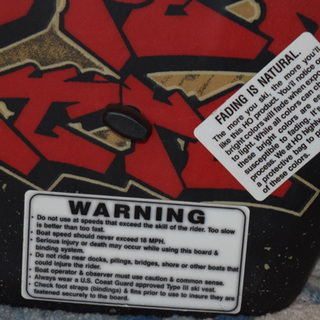 FADING IS NATURAL.
The more you skin, the more you'll
like this HO product. You'll notice
bright colors will fade when
to light. While all colors can
these bright colors are
susceptible to fading. It's a
process. We at HO
a protective bag to
of these colors.
WARNING
• Do not use at speeds that exceed the skill of the rider. Too slow
is better than too fast.
• Boat speed should never exceed 18 MPH.
• Serious injury or death may occur while using this board &
binding system.
• Do not ride near docks, pilings, bridges, shore or other boats that
could injure the rider.
• Boat operator & observer must use caution & common sense.
• Always wear a U.S. Coast Guard approved Type III ski vest.
• Check foot straps (bindings) & fins prior to use to insure they are
fastened securely to the board.